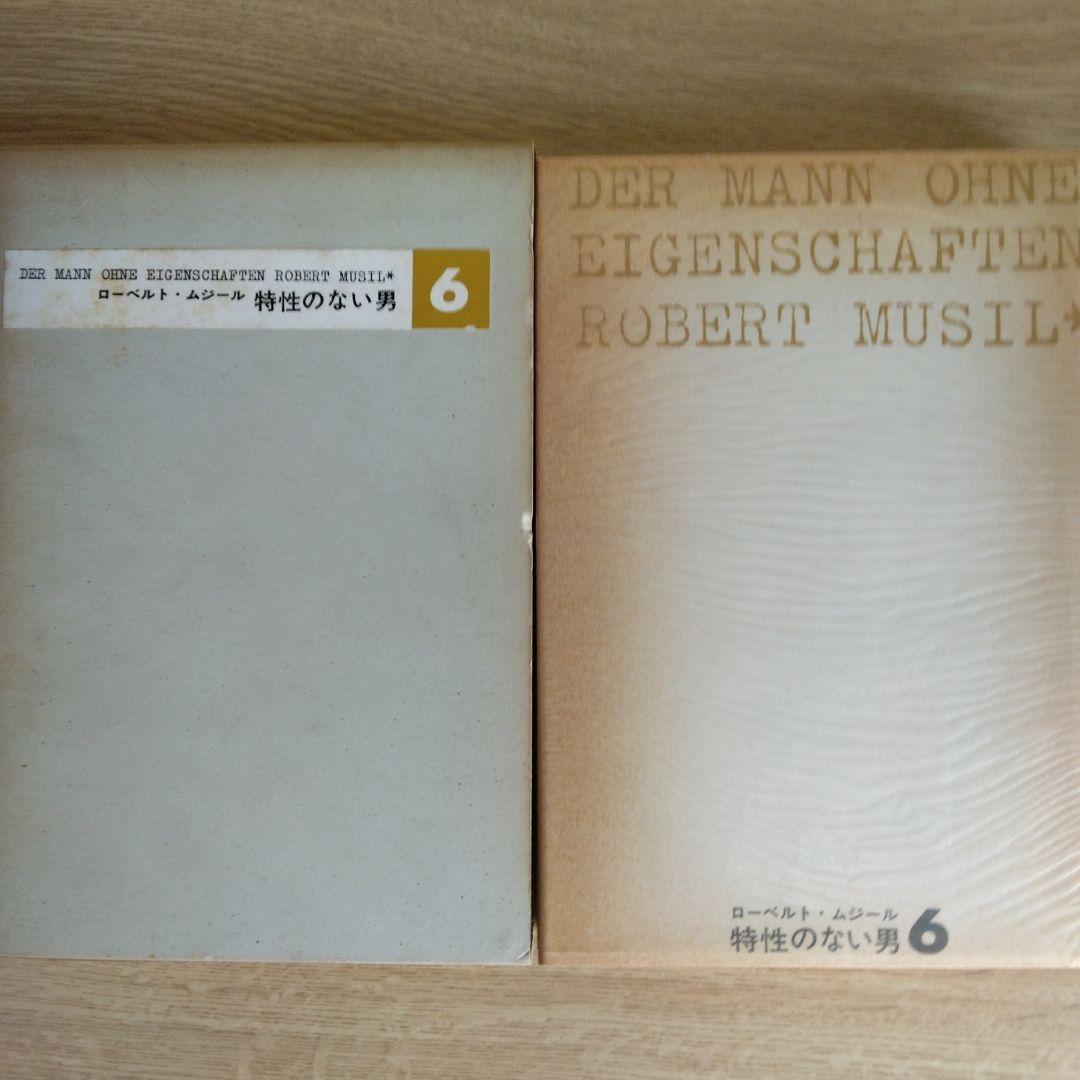 DER MANN OHNE EIGENSCHAFTEN ROBERT MUSIL*
ローベルト・ムジール 特性のない男
6
DER MANN OHNE
EIGENSCHAFTEN
ROBERT MUSIL*
ローベルト・ムジール
特性のない男 6